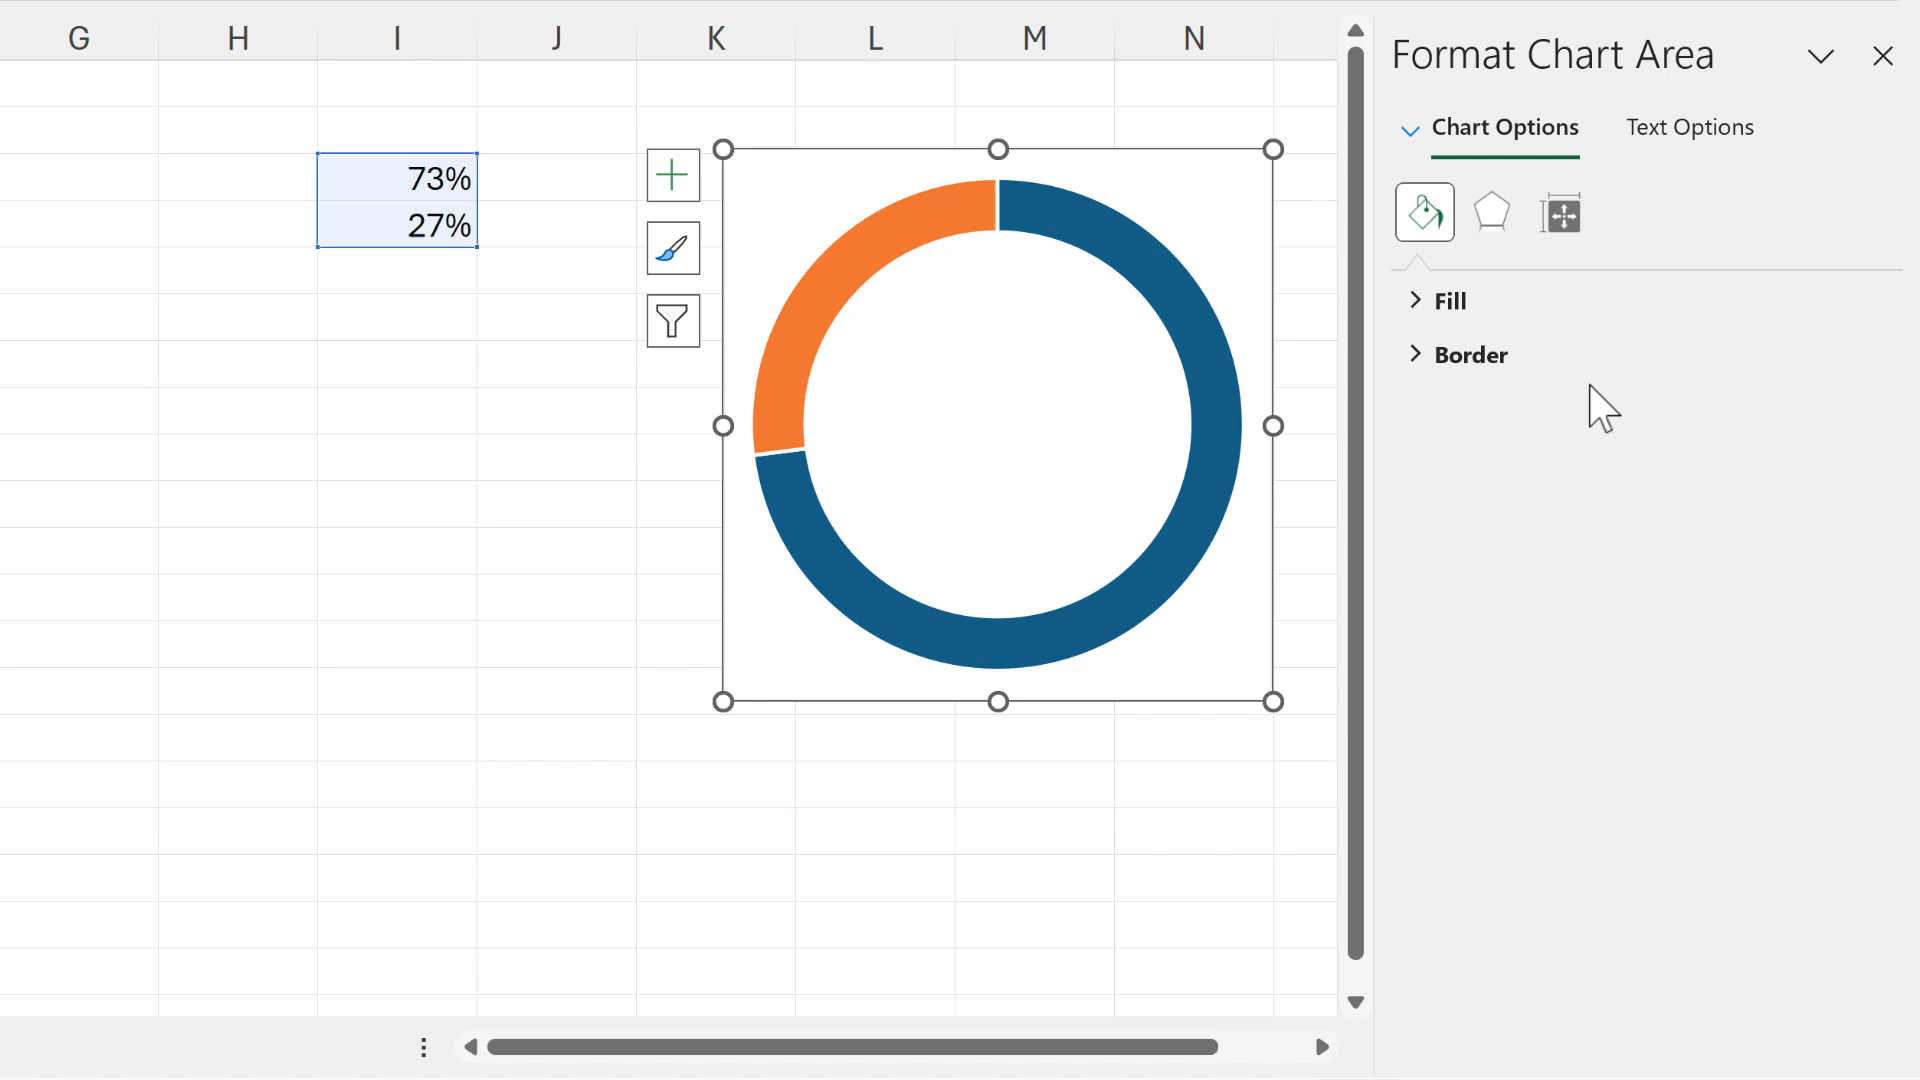 G H I J K L M N
73%
27%
Format Chart Area
Chart Options Text Options
Fill
Border